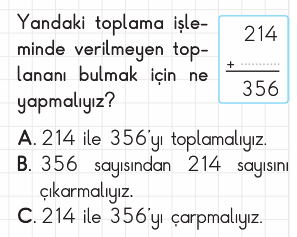 Yandaki toplama işle-
minde verilmeyen top-
lananı bulmak için ne
yapmalıyız?
214
+ ............
356
A. 214 ile 356'yı toplamalıyız.
B. 356 sayısından 214 sayısını
çıkarmalıyız.
C. 214 ile 356'yı çarpmalıyız.